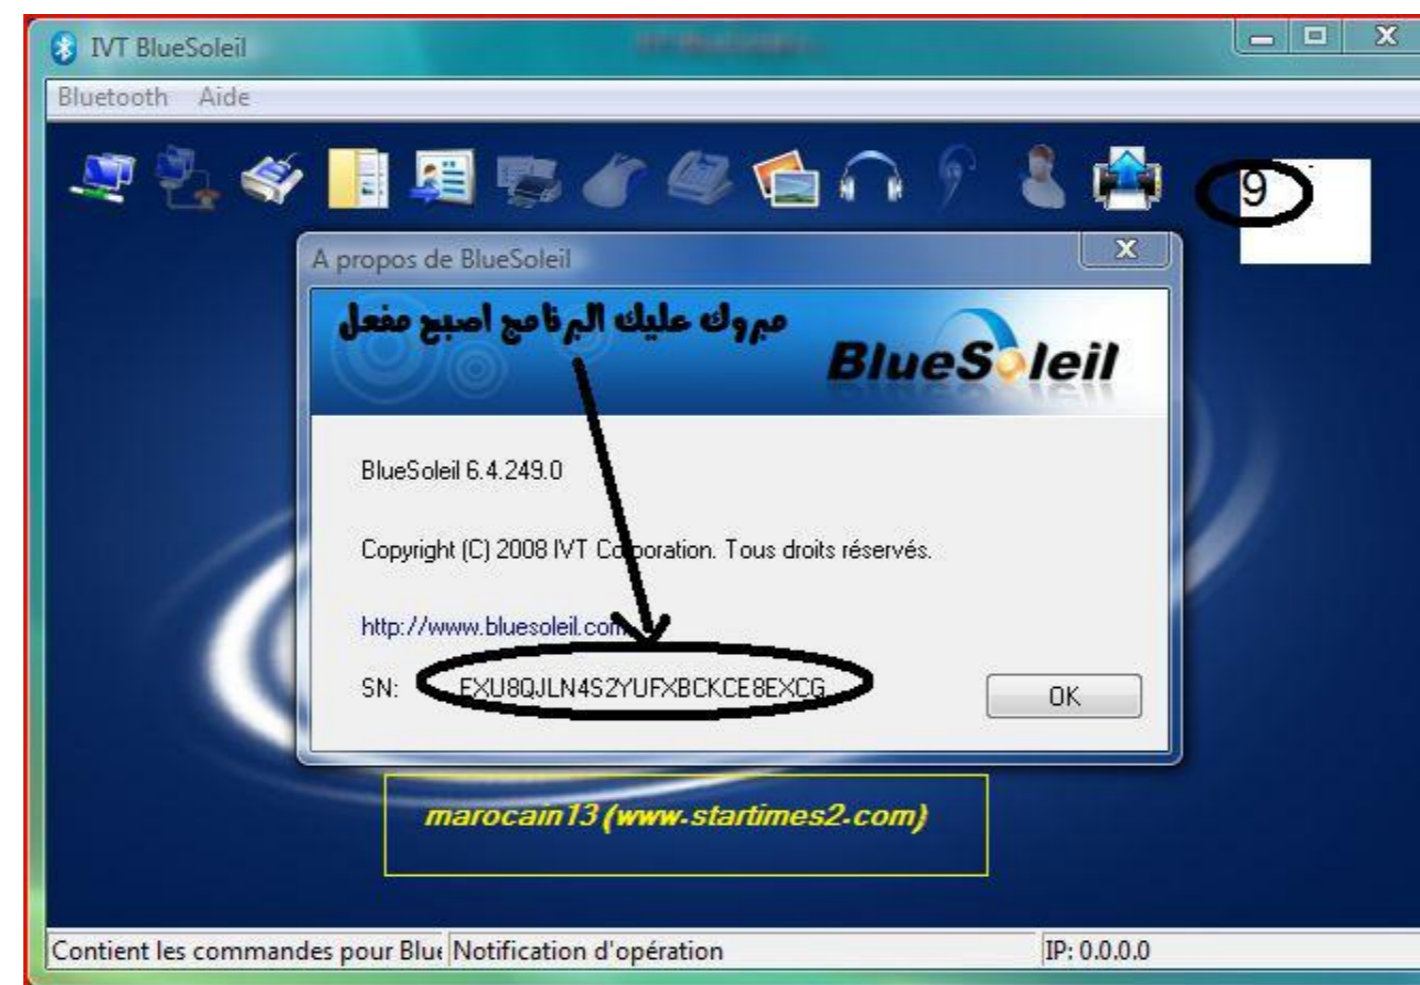 IVT BlueSoleil
Bluetooth Aide
9
A propos de BlueSoleil
مبروك عليك البرنامج اصبح مفعل
BlueSoleil
BlueSoleil 6.4.249.0
Copyright (C) 2008 IVT Corporation. Tous droits réservés.
http://www.bluesoleil.com
SN: FXU8QJLN4S2YUFXBCKCE8EXCG
OK
marocain13 (www.startimes2.com)
Contient les commandes pour Blue Notification d'opération IP: 0.0.0.0